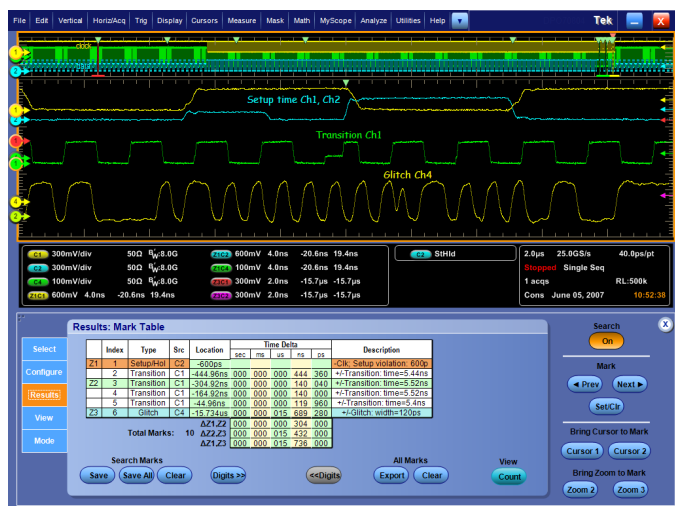 File Edit Vertical Horiz/Acq Trig Display Cursors Measure Mask Math MyScope Analyze Utilities Help Tek X
clock
Setup time Ch1, Ch2
Transition Ch1
Glitch Ch4
C1 300mV/div 50Ω BW:8.0G Z1C2 600mV 4.0ns -20.6ns 19.4ns C2 StHld 2.0µs 25.0GS/s 40.0ps/pt
C2 300mV/div 50Ω BW:8.0G Z1C4 100mV 4.0ns -20.6ns 19.4ns Stopped Single Seq
C4 100mV/div 50Ω BW:8.0G Z3C1 300mV 2.0ns -15.7µs -15.7µs 1 acqs RL:500k
Z1C1 600mV 4.0ns -20.6ns 19.4ns 300mV 2.0ns -15.7µs -15.7µs Cons June 05, 2007 10:52:38
Results: Mark Table
Search
On
X
Select
Configure
Results
View
Mode
Index Type Src Location Time Delta Description
sec ms us ns ps
Z1 1 Setup/Hol C2 -600ps -Clk; Setup violation: 600p
2 Transition C1 -444.96ns 000 000 000 444 360 +/-Transition: time=5.44ns
Z2 3 Transition C1 -304.92ns 000 000 000 140 040 +/-Transition: time=5.52ns
4 Transition C1 -164.92ns 000 000 000 140 000 +/-Transition: time=5.52ns
5 Transition C1 -44.96ns 000 000 000 119 960 +/-Transition: time=5.4ns
Z3 6 Glitch C4 -15.734us 000 000 015 689 280 +/-Glitch: width=120ps
ΔZ1.Z2 000 000 000 304 000
Total Marks: 10 ΔZ2.Z3 000 000 015 432 000
ΔZ1.Z3 000 000 015 736 000
Search Marks
Save Save All Clear Digits >> <<Digits
All Marks
Export Clear
View
Count
Mark
Prev Next
Set/Clr
Bring Cursor to Mark
Cursor 1 Cursor 2
Bring Zoom to Mark
Zoom 2 Zoom 3